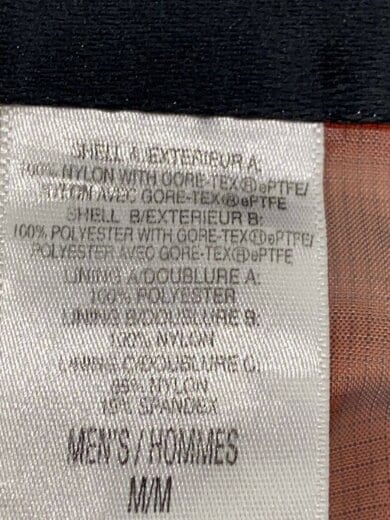 SHELL A/EXTERIEUR A:
100% NYLON WITH GORE-TEX® ePTFE/
NYLON AVEC GORE-TEX® ePTFE
SHELL B/EXTERIEUR B:
100% POLYESTER WITH GORE-TEX® ePTFE/
POLYESTER AVEC GORE-TEX® ePTFE
LINING A/DOUBLURE A:
100% POLYESTER
LINING B/DOUBLURE B:
100% NYLON
LINING C/DOUBLURE C:
85% NYLON
15% SPANDEX
MEN'S / HOMMES
M/M